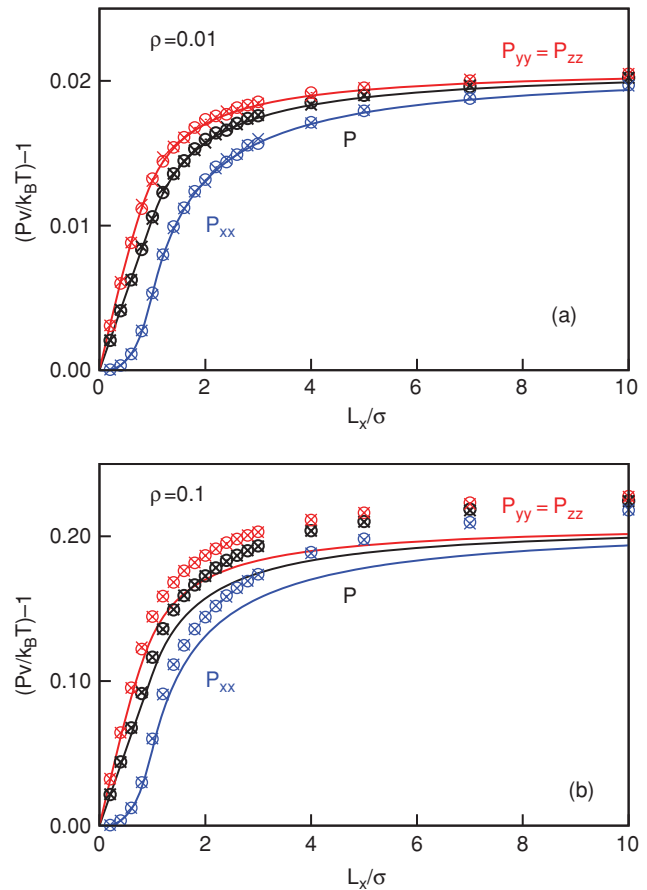 ρ=0.01
P_yy = P_zz
0.02
P
(Pv/k_BT)−1
0.01
P_xx
(a)
0.00
0 2 4 6 8 10
L_x/σ
ρ=0.1
P_yy = P_zz
0.20
P
(Pv/k_BT)−1
0.10
P_xx
(b)
0.00
0 2 4 6 8 10
L_x/σ